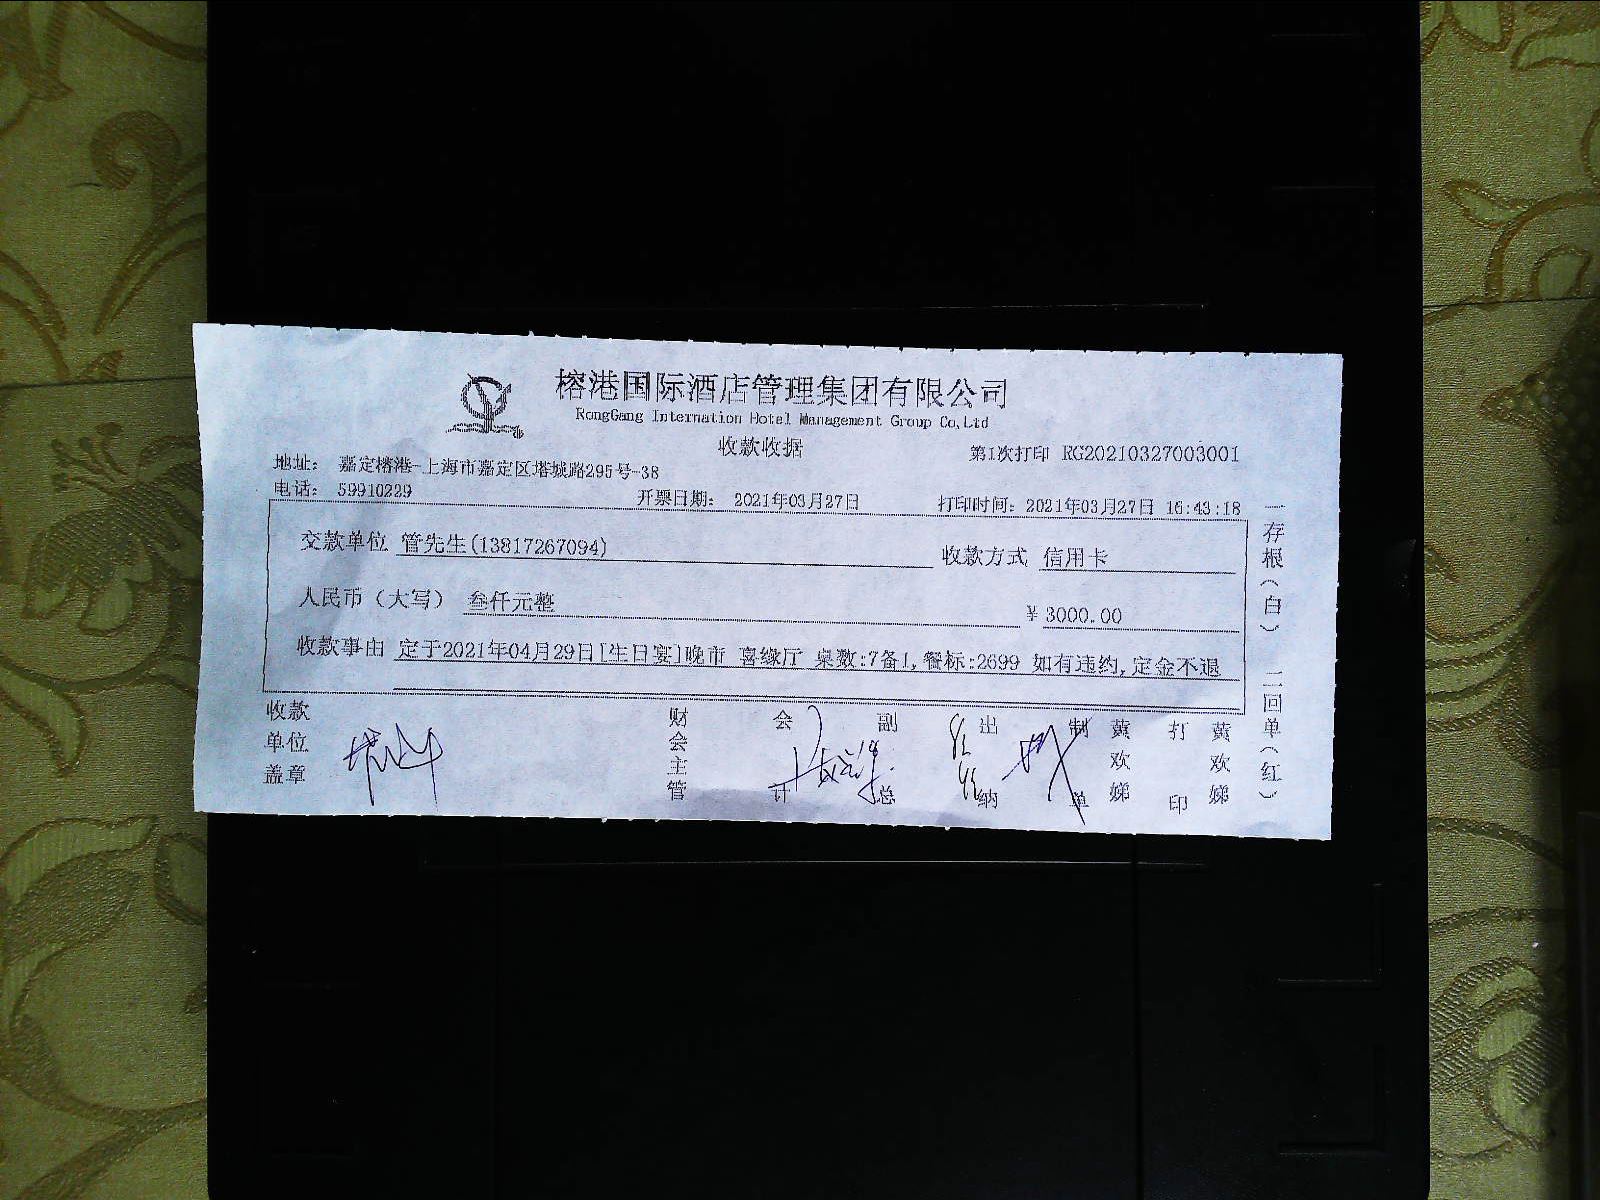 榕港国际酒店管理集团有限公司
RongGang Internation Hotel Management Group Co,Ltd
收款收据
第1次打印 RG20210327003001
地址: 嘉定榕港-上海市嘉定区塔城路295号-38
电话: 59910229
开票日期: 2021年03月27日
打印时间: 2021年03月27日 16:43:18
交款单位 管先生(13817267094)
收款方式 信用卡
人民币（大写） 叁仟元整
¥ 3000.00
收款事由 定于2021年04月29日[生日宴]晚市 喜缘厅 桌数:7备1,餐标:2699 如有违约,定金不退
收款单位盖章
财会主管
会计
副总
出纳
制单
黄欢娣
打印
黄欢娣
一存根(白) 二回单(红)